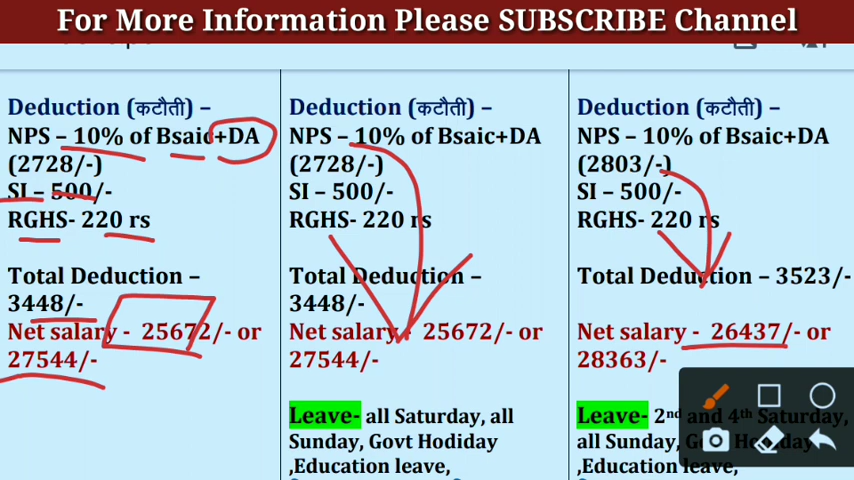 For More Information Please SUBSCRIBE Channel
Deduction (कटौती) –
NPS – 10% of Bsaic+DA
(2728/-)
SI – 500/-
RGHS- 220 rs
Total Deduction –
3448/-
Net salary - 25672/- or
27544/-
Deduction (कटौती) –
NPS – 10% of Bsaic+DA
(2728/-)
SI – 500/-
RGHS- 220 rs
Total Deduction –
3448/-
Net salary - 25672/- or
27544/-
Leave- all Saturday, all
Sunday, Govt Hodiday
,Education leave,
Deduction (कटौती) –
NPS – 10% of Bsaic+DA
(2803/-)
SI – 500/-
RGHS- 220 rs
Total Deduction – 3523/-
Net salary - 26437/- or
28363/-
Leave- 2nd and 4th Saturday,
all Sunday, Govt Hodiday
,Education leave,